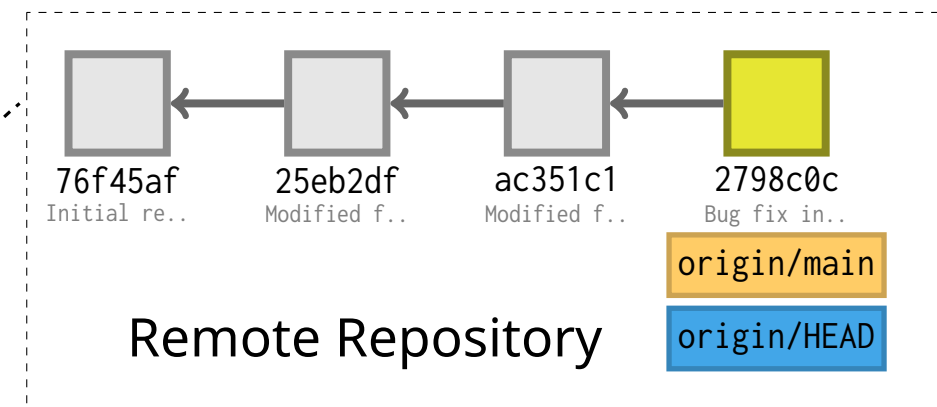 76f45af 25eb2df ac351c1 2798c0c
Initial re.. Modified f.. Modified f.. Bug fix in..
origin/main
Remote Repository
origin/HEAD